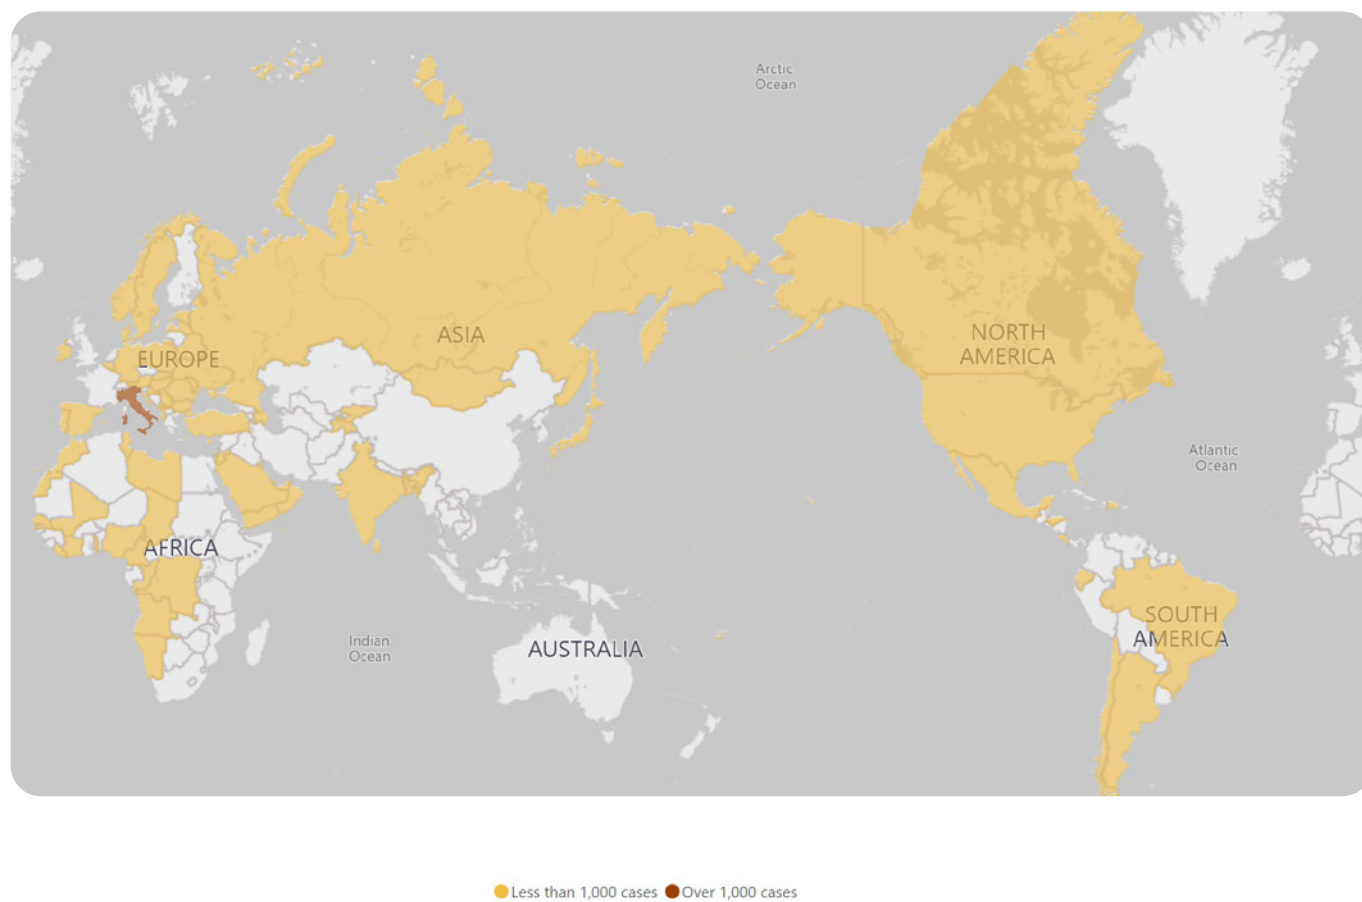 Arctic
Ocean
ASIA
NORTH
AMERICA
EUROPE
Atlantic
Ocean
AFRICA
SOUTH
AMERICA
Indian
Ocean
AUSTRALIA
Less than 1,000 cases
Over 1,000 cases